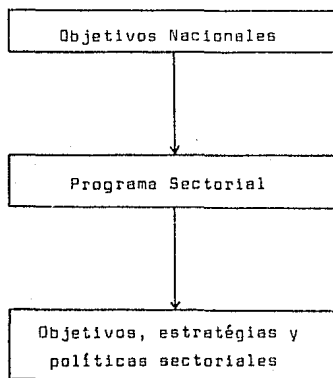 Objetivos Nacionales
Programa Sectorial
Objetivos, estratégias y
políticas sectoriales